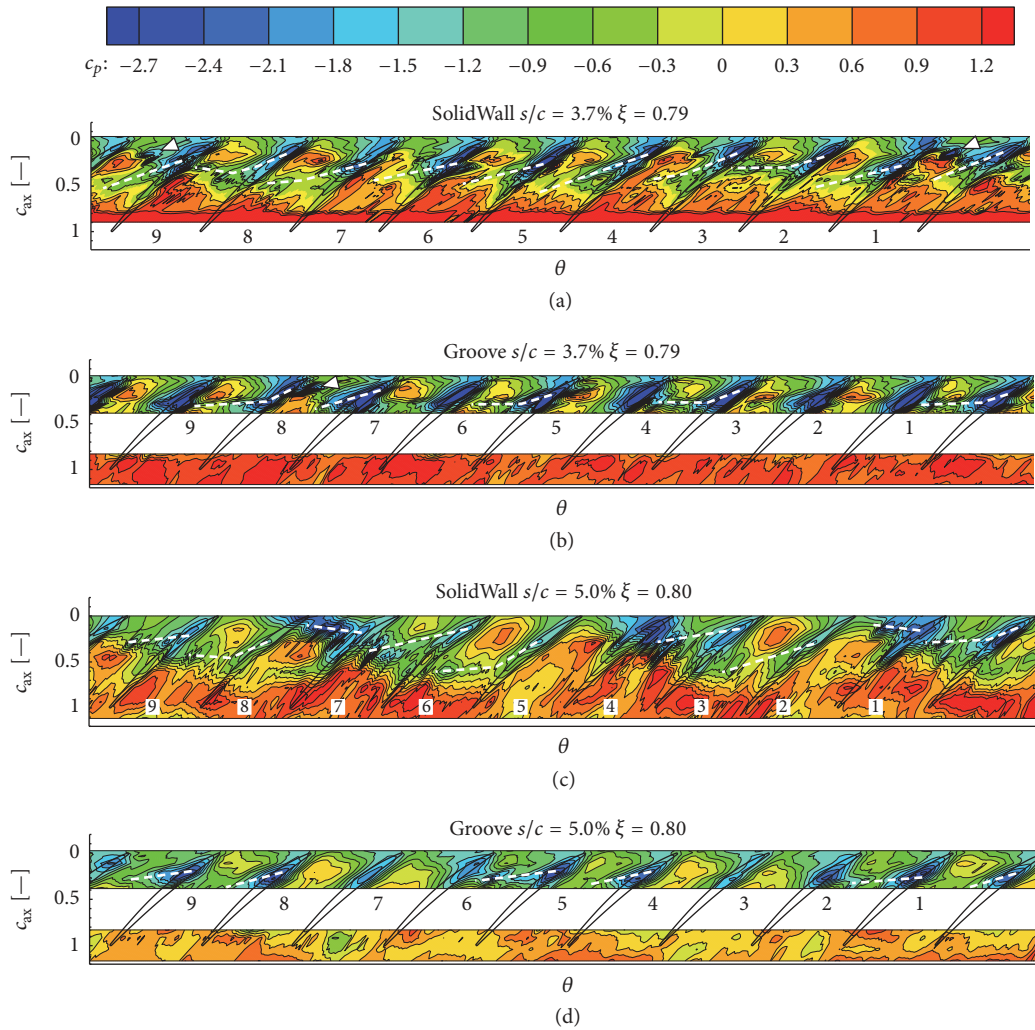 c_p: −2.7 −2.4 −2.1 −1.8 −1.5 −1.2 −0.9 −0.6 −0.3 0 0.3 0.6 0.9 1.2
SolidWall s/c = 3.7% ξ = 0.79
0
0.5
1
c_ax [—]
9 8 7 6 5 4 3 2 1
θ
(a)
Groove s/c = 3.7% ξ = 0.79
0
0.5
1
c_ax [—]
9 8 7 6 5 4 3 2 1
θ
(b)
SolidWall s/c = 5.0% ξ = 0.80
0
0.5
1
c_ax [—]
9 8 7 6 5 4 3 2 1
θ
(c)
Groove s/c = 5.0% ξ = 0.80
0
0.5
1
c_ax [—]
9 8 7 6 5 4 3 2 1
θ
(d)